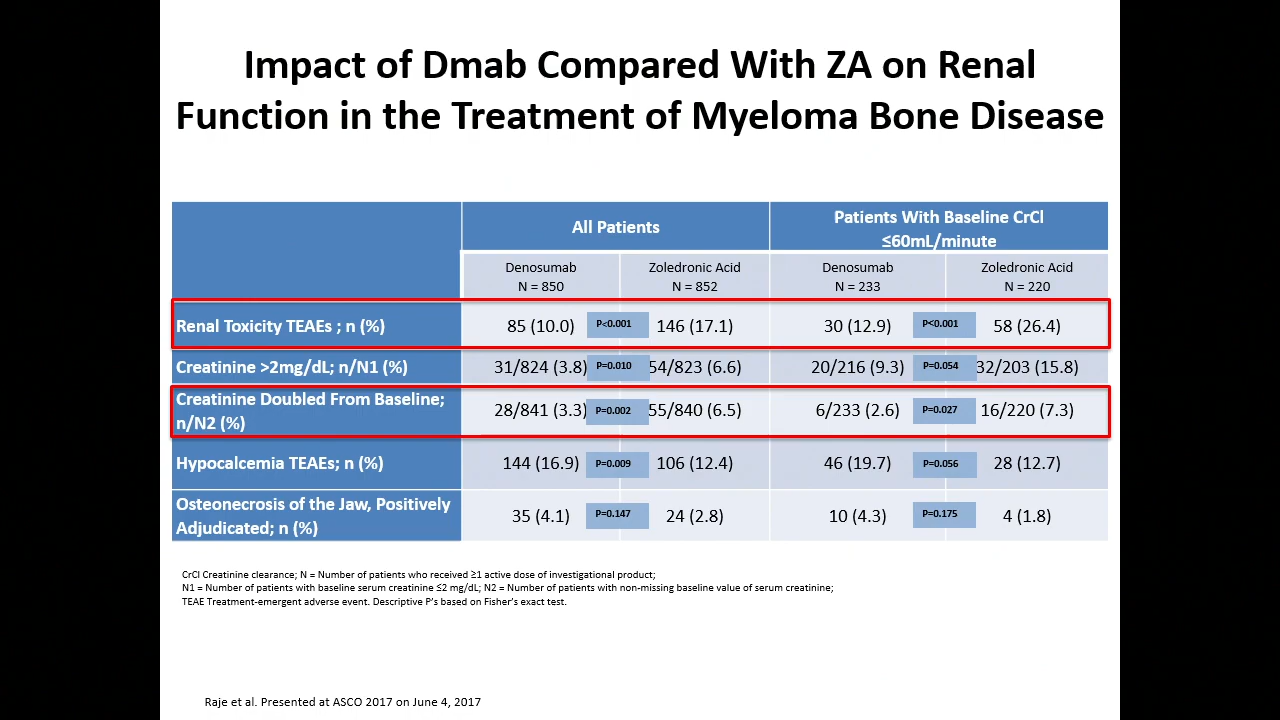 Impact of Dmab Compared With ZA on Renal
Function in the Treatment of Myeloma Bone Disease
All Patients
Patients With Baseline CrCl
≤60mL/minute
Denosumab
N = 850
Zoledronic Acid
N = 852
Denosumab
N = 233
Zoledronic Acid
N = 220
Renal Toxicity TEAEs ; n (%) 85 (10.0) P<0.001 146 (17.1) 30 (12.9) P<0.001 58 (26.4)
Creatinine >2mg/dL; n/N1 (%) 31/824 (3.8) P=0.010 54/823 (6.6) 20/216 (9.3) P=0.054 32/203 (15.8)
Creatinine Doubled From Baseline;
n/N2 (%) 28/841 (3.3) P=0.002 55/840 (6.5) 6/233 (2.6) P=0.027 16/220 (7.3)
Hypocalcemia TEAEs; n (%) 144 (16.9) P=0.009 106 (12.4) 46 (19.7) P=0.056 28 (12.7)
Osteonecrosis of the Jaw, Positively
Adjudicated; n (%) 35 (4.1) P=0.147 24 (2.8) 10 (4.3) P=0.175 4 (1.8)
CrCl Creatinine clearance; N = Number of patients who received ≥1 active dose of investigational product;
N1 = Number of patients with baseline serum creatinine ≤2 mg/dL; N2 = Number of patients with non-missing baseline value of serum creatinine;
TEAE Treatment-emergent adverse event. Descriptive P's based on Fisher's exact test.
Raje et al. Presented at ASCO 2017 on June 4, 2017